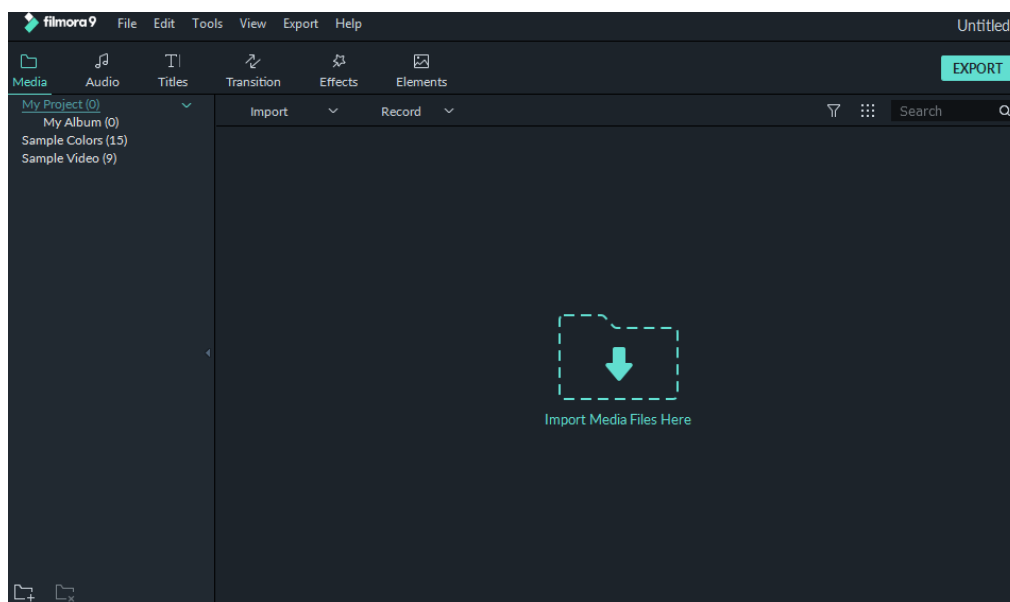 filmora9 File Edit Tools View Export Help Untitled
Media Audio Titles Transition Effects Elements EXPORT
My Project (0)
My Album (0)
Sample Colors (15)
Sample Video (9)
Import Record Search
Import Media Files Here